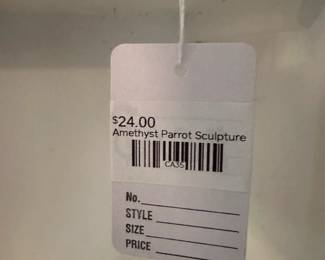 $24.00
Amethyst Parrot Sculpture
CA35
No.
STYLE
SIZE
PRICE